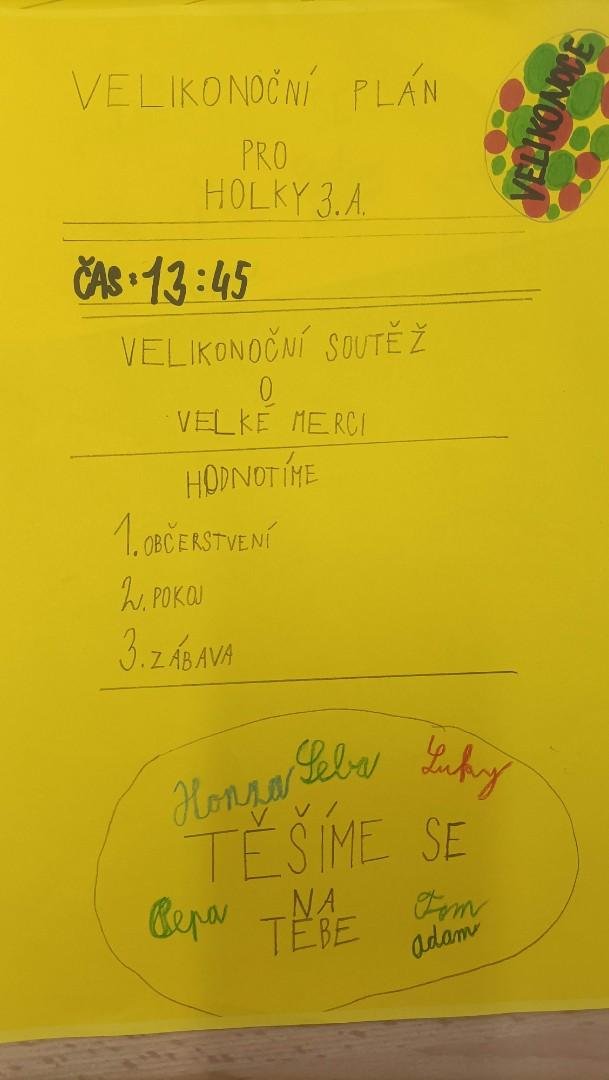 VELIKONOČNÍ PLÁN
VELIKONOCE
PRO
HOLKY 3.A.
ČAS: 13:45
VELIKONOČNÍ SOUTĚŽ
O
VELKÉ MERCI
HODNOTÍME
1. OBČERSTVENÍ
2. POKOJ
3. ZÁBAVA
Honza Seba Luky
TĚŠÍME SE
Pepa NA Tom
TEBE Adam